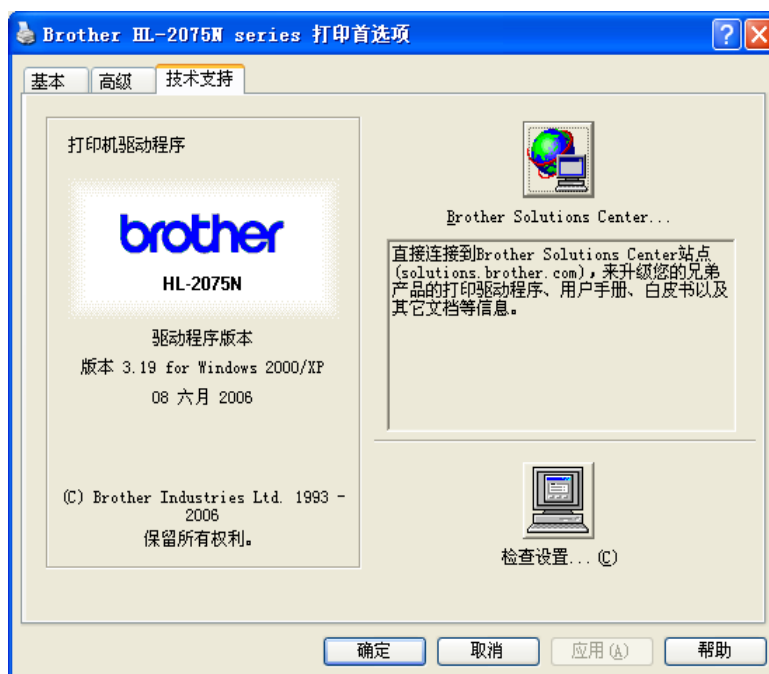 Brother HL-2075N series 打印首选项
基本
高级
技术支持
打印机驱动程序
brother
HL-2075N
驱动程序版本
版本 3.19 for Windows 2000/XP
08 六月 2006
(C) Brother Industries Ltd. 1993 -
2006
保留所有权利。
Brother Solutions Center...
直接连接到Brother Solutions Center站点
(solutions.brother.com)，来升级您的兄弟
产品的打印驱动程序、用户手册、白皮书以及
其它文档等信息。
检查设置... (C)
确定
取消
应用(A)
帮助